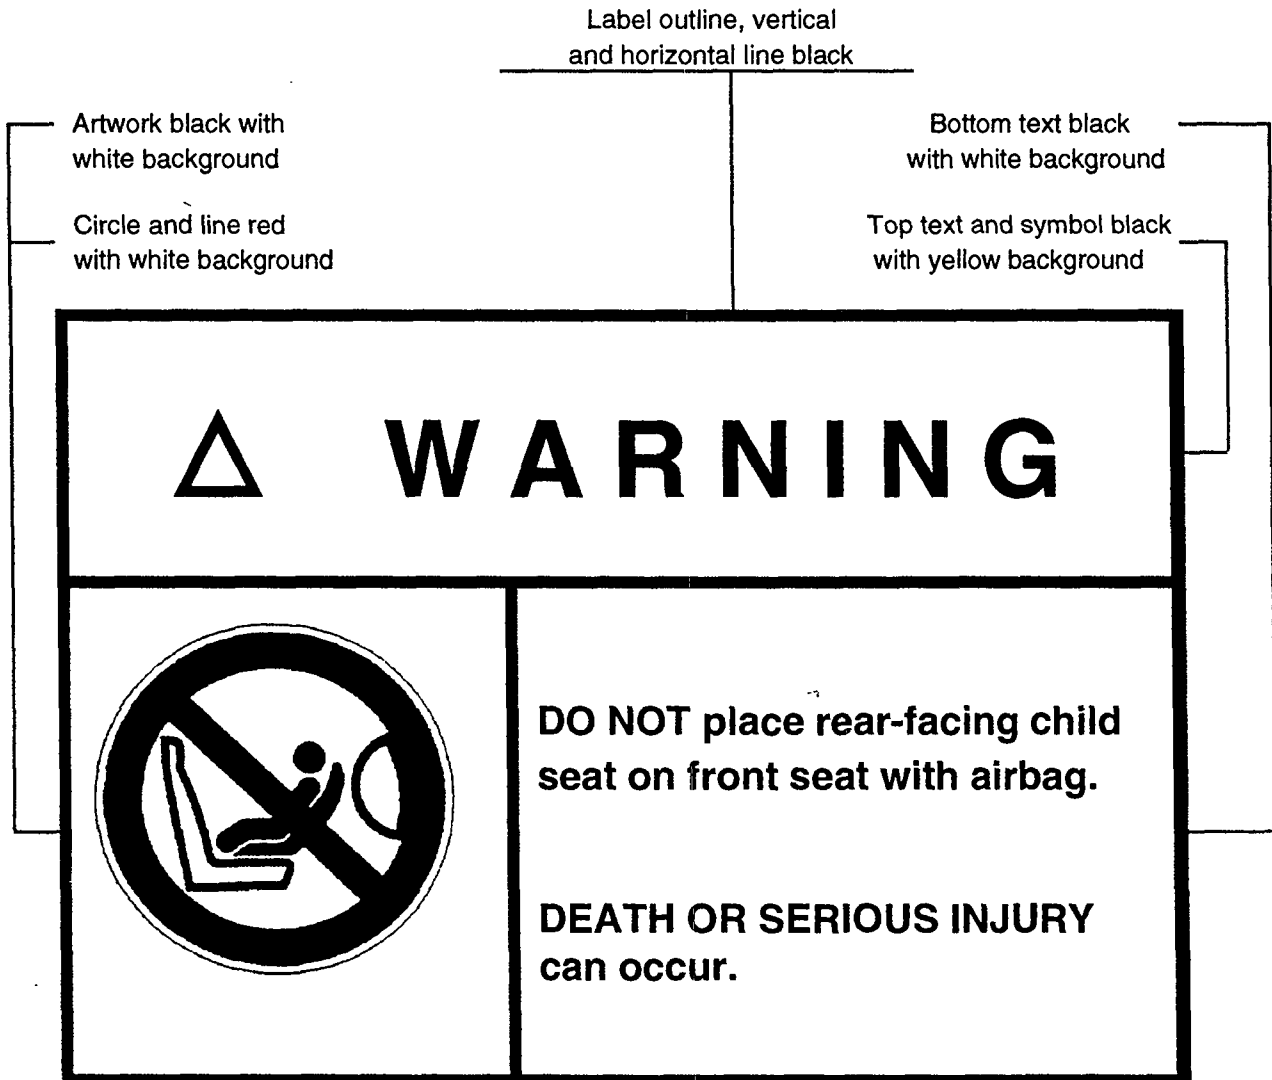 Label outline, vertical
and horizontal line black
Artwork black with
white background
Circle and line red
with white background
Bottom text black
with white background
Top text and symbol black
with yellow background
WARNING
DO NOT place rear-facing child
seat on front seat with airbag.
DEATH OR SERIOUS INJURY
can occur.